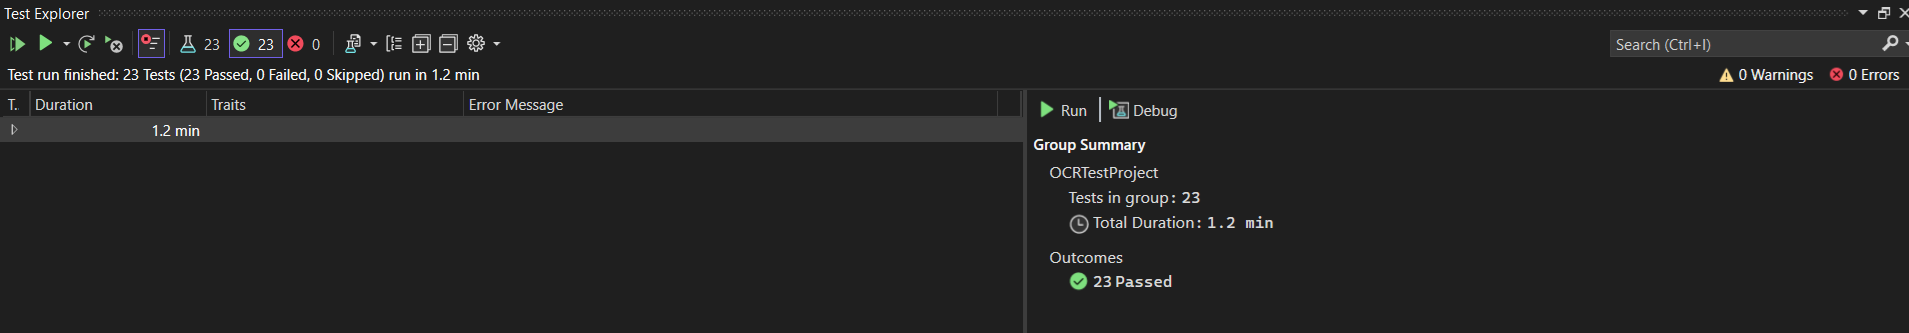 Test Explorer
23 23 0
Search (Ctrl+I)
Test run finished: 23 Tests (23 Passed, 0 Failed, 0 Skipped) run in 1.2 min
0 Warnings 0 Errors
T.. Duration Traits Error Message
1.2 min
Run Debug
Group Summary
OCRTestProject
Tests in group: 23
Total Duration: 1.2 min
Outcomes
23 Passed